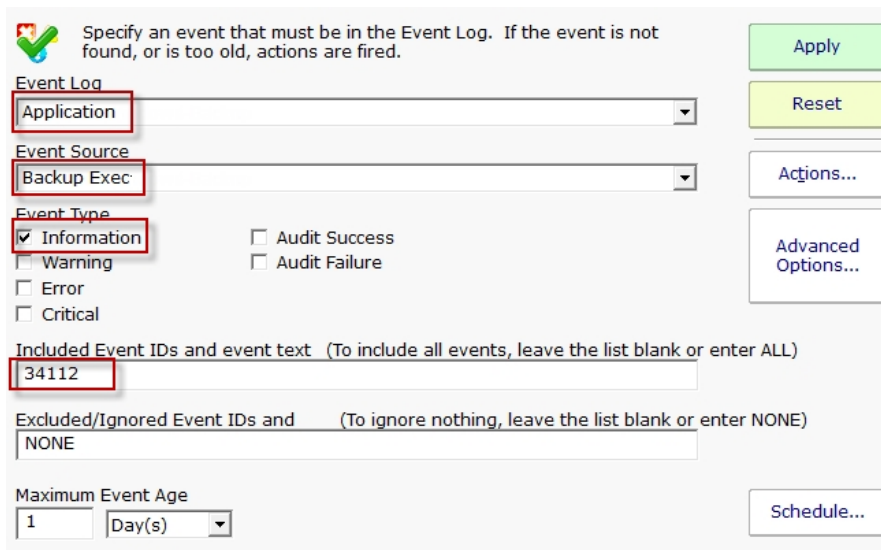 Specify an event that must be in the Event Log. If the event is not
found, or is too old, actions are fired.
Apply
Event Log
Application
Reset
Event Source
Backup Exec
Actions...
Event Type
Information
Audit Success
Warning
Audit Failure
Error
Critical
Advanced
Options...
Included Event IDs and event text (To include all events, leave the list blank or enter ALL)
34112
Excluded/Ignored Event IDs and (To ignore nothing, leave the list blank or enter NONE)
NONE
Maximum Event Age
1 Day(s)
Schedule...